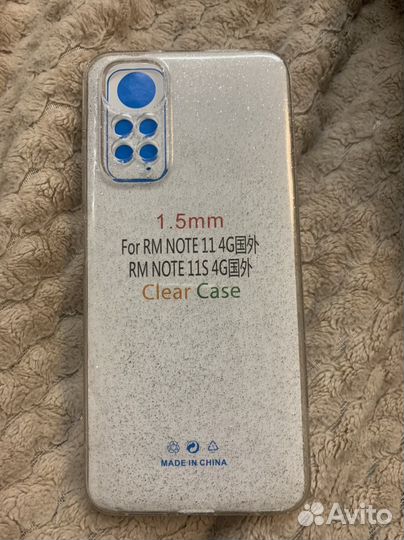 1.5mm
For RM NOTE 11 4G国外
RM NOTE 11S 4G国外
Clear Case
MADE IN CHINA
Avito